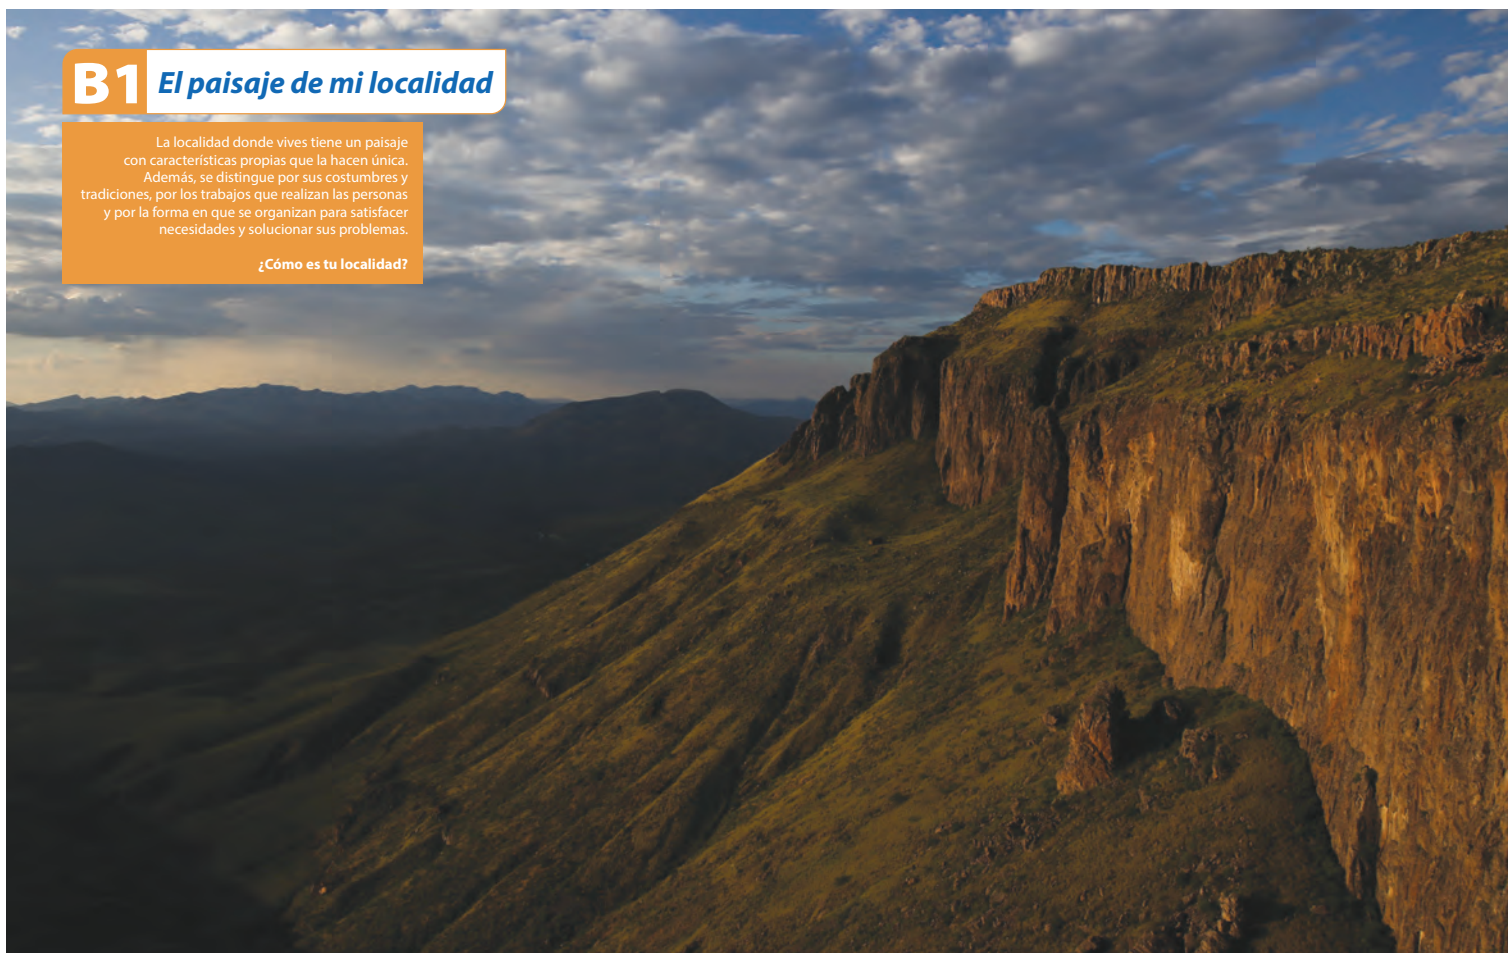 B1 El paisaje de mi localidad
La localidad donde vives tiene un paisaje
con características propias que la hacen única.
Además, se distingue por sus costumbres y
tradiciones, por los trabajos que realizan las personas
y por la forma en que se organizan para satisfacer
necesidades y solucionar sus problemas.
¿Cómo es tu localidad?